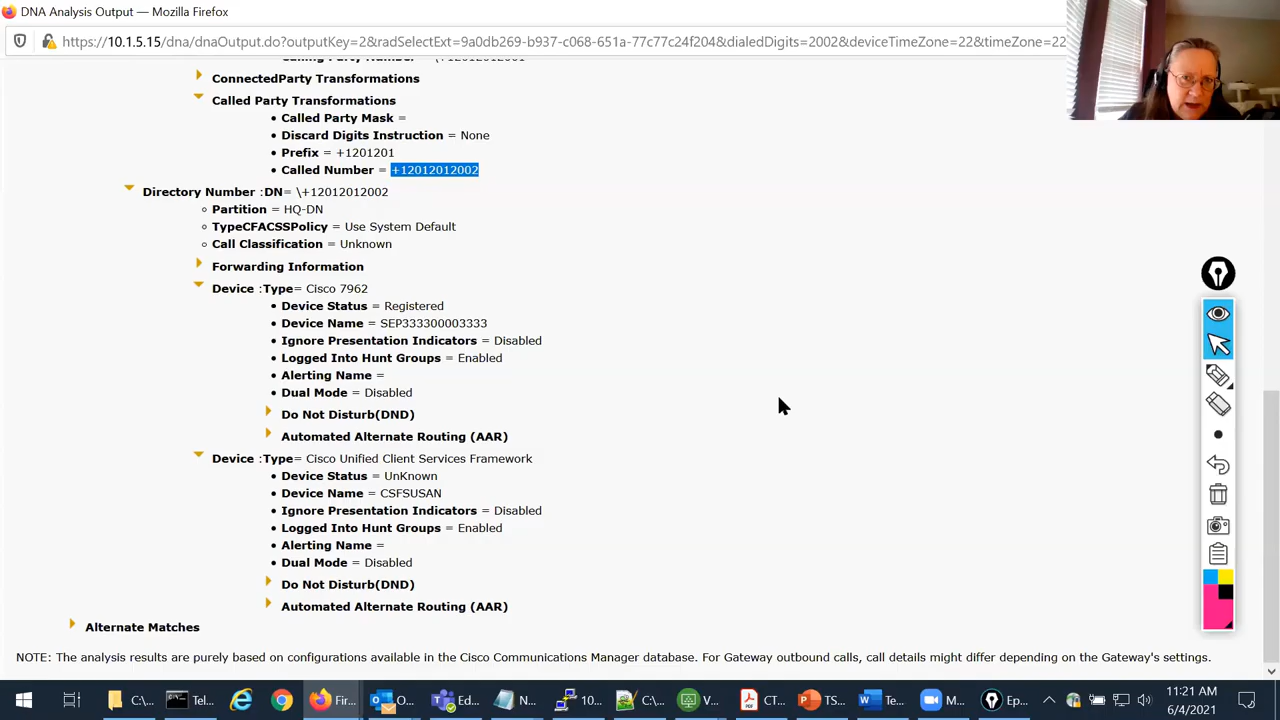 DNA Analysis Output — Mozilla Firefox
https://10.1.5.15/dna/dnaOutput.do?outputKey=2&radSelectExt=9a0db269-b937-c068-651a-77c77c24f204&dialedDigits=2002&deviceTimeZone=22&timeZone=22
ConnectedParty Transformations
Called Party Transformations
Called Party Mask =
Discard Digits Instruction = None
Prefix = +1201201
Called Number = +12012012002
Directory Number :DN= \+12012012002
Partition = HQ-DN
TypeCFACSSPolicy = Use System Default
Call Classification = Unknown
Forwarding Information
Device :Type= Cisco 7962
Device Status = Registered
Device Name = SEP333300003333
Ignore Presentation Indicators = Disabled
Logged Into Hunt Groups = Enabled
Alerting Name =
Dual Mode = Disabled
Do Not Disturb(DND)
Automated Alternate Routing (AAR)
Device :Type= Cisco Unified Client Services Framework
Device Status = UnKnown
Device Name = CSFSUSAN
Ignore Presentation Indicators = Disabled
Logged Into Hunt Groups = Enabled
Alerting Name =
Dual Mode = Disabled
Do Not Disturb(DND)
Automated Alternate Routing (AAR)
Alternate Matches
NOTE: The analysis results are purely based on configurations available in the Cisco Communications Manager database. For Gateway outbound calls, call details might differ depending on the Gateway's settings.
C:\... Tel... Fir... O... Ed... N... 10... C:\... V... CT... TS... Te... M... Ep...
11:21 AM
6/4/2021